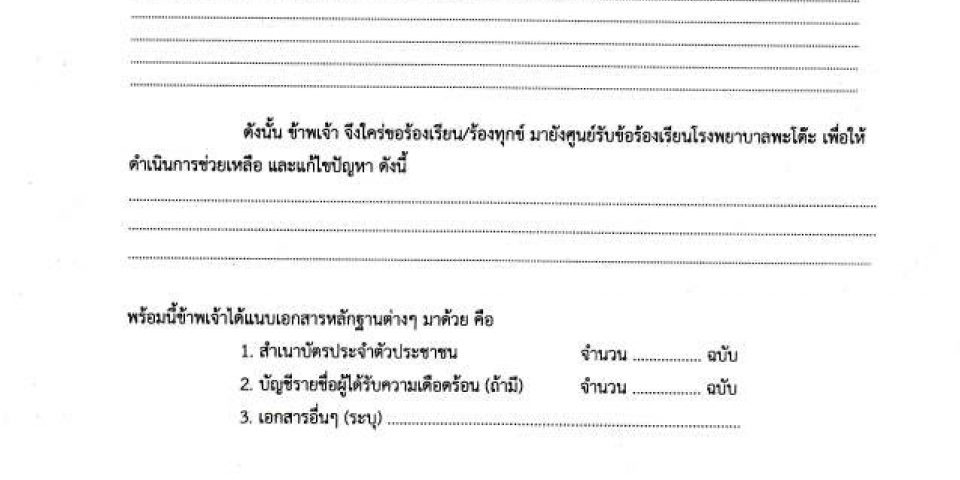 ดังนั้น ข้าพเจ้า จึงใคร่ขอร้องเรียน/ร้องทุกข์ มายังศูนย์รับข้อร้องเรียนโรงพยาบาลพะโต๊ะ เพื่อให้
ดำเนินการช่วยเหลือ และแก้ไขปัญหา ดังนี้
พร้อมนี้ข้าพเจ้าได้แนบเอกสารหลักฐานต่างๆ มาด้วย คือ
1. สำเนาบัตรประจำตัวประชาชน จำนวน ................. ฉบับ
2. บัญชีรายชื่อผู้ได้รับความเดือดร้อน (ถ้ามี) จำนวน ................. ฉบับ
3. เอกสารอื่นๆ (ระบุ) ................................................................